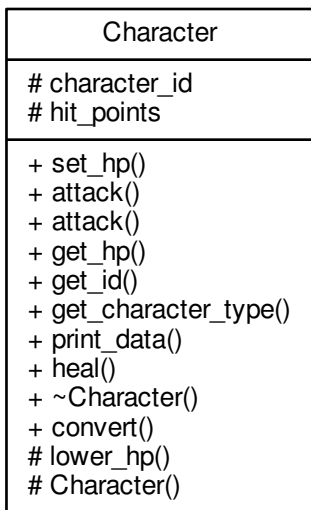 Character
# character_id
# hit_points
+ set_hp()
+ attack()
+ attack()
+ get_hp()
+ get_id()
+ get_character_type()
+ print_data()
+ heal()
+ ~Character()
+ convert()
# lower_hp()
# Character()